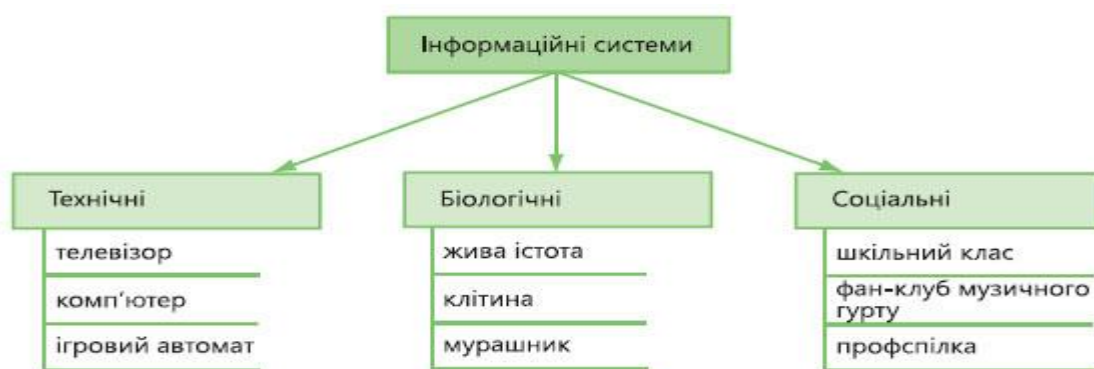 Інформаційні системи
Технічні
телевізор
комп'ютер
ігровий автомат
Біологічні
жива істота
клітина
мурашник
Соціальні
шкільний клас
фан-клуб музичного
гурту
профспілка